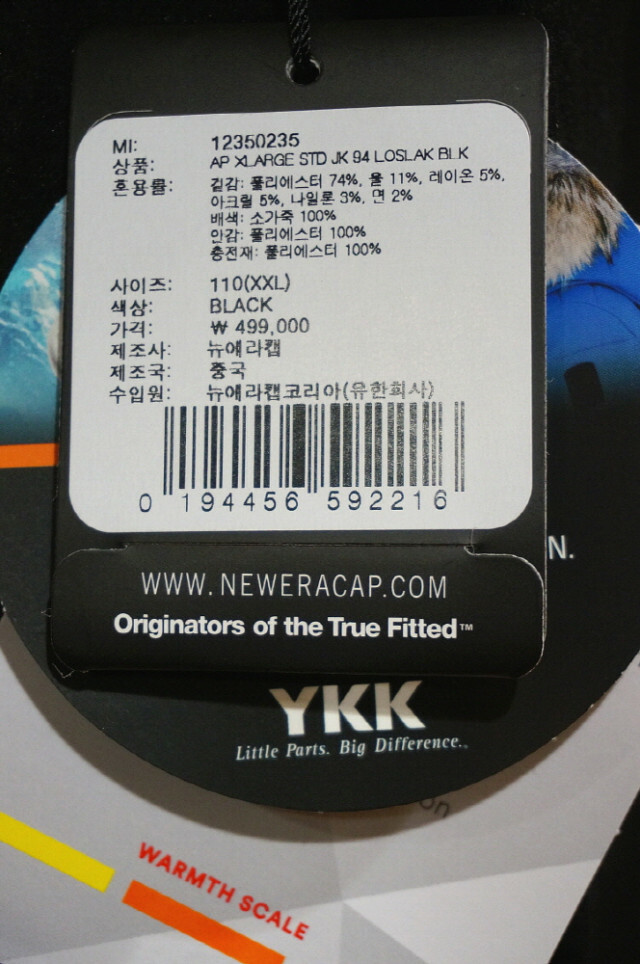 MI: 12350235
상품: AP XLARGE STD JK 94 LOSLAK BLK
혼용률: 겉감: 폴리에스터 74%, 울 11%, 레이온 5%,
아크릴 5%, 나일론 3%, 면 2%
배색: 소가죽 100%
안감: 폴리에스터 100%
충전재: 폴리에스터 100%
사이즈: 110(XXL)
색상: BLACK
가격: ₩ 499,000
제조사: 뉴에라캡
제조국: 중국
수입원: 뉴에라캡코리아(유한회사)
0 194456 592216
N.
WWW.NEWERACAP.COM
Originators of the True Fitted™
YKK
Little Parts. Big Difference.
on
WARMTH SCALE